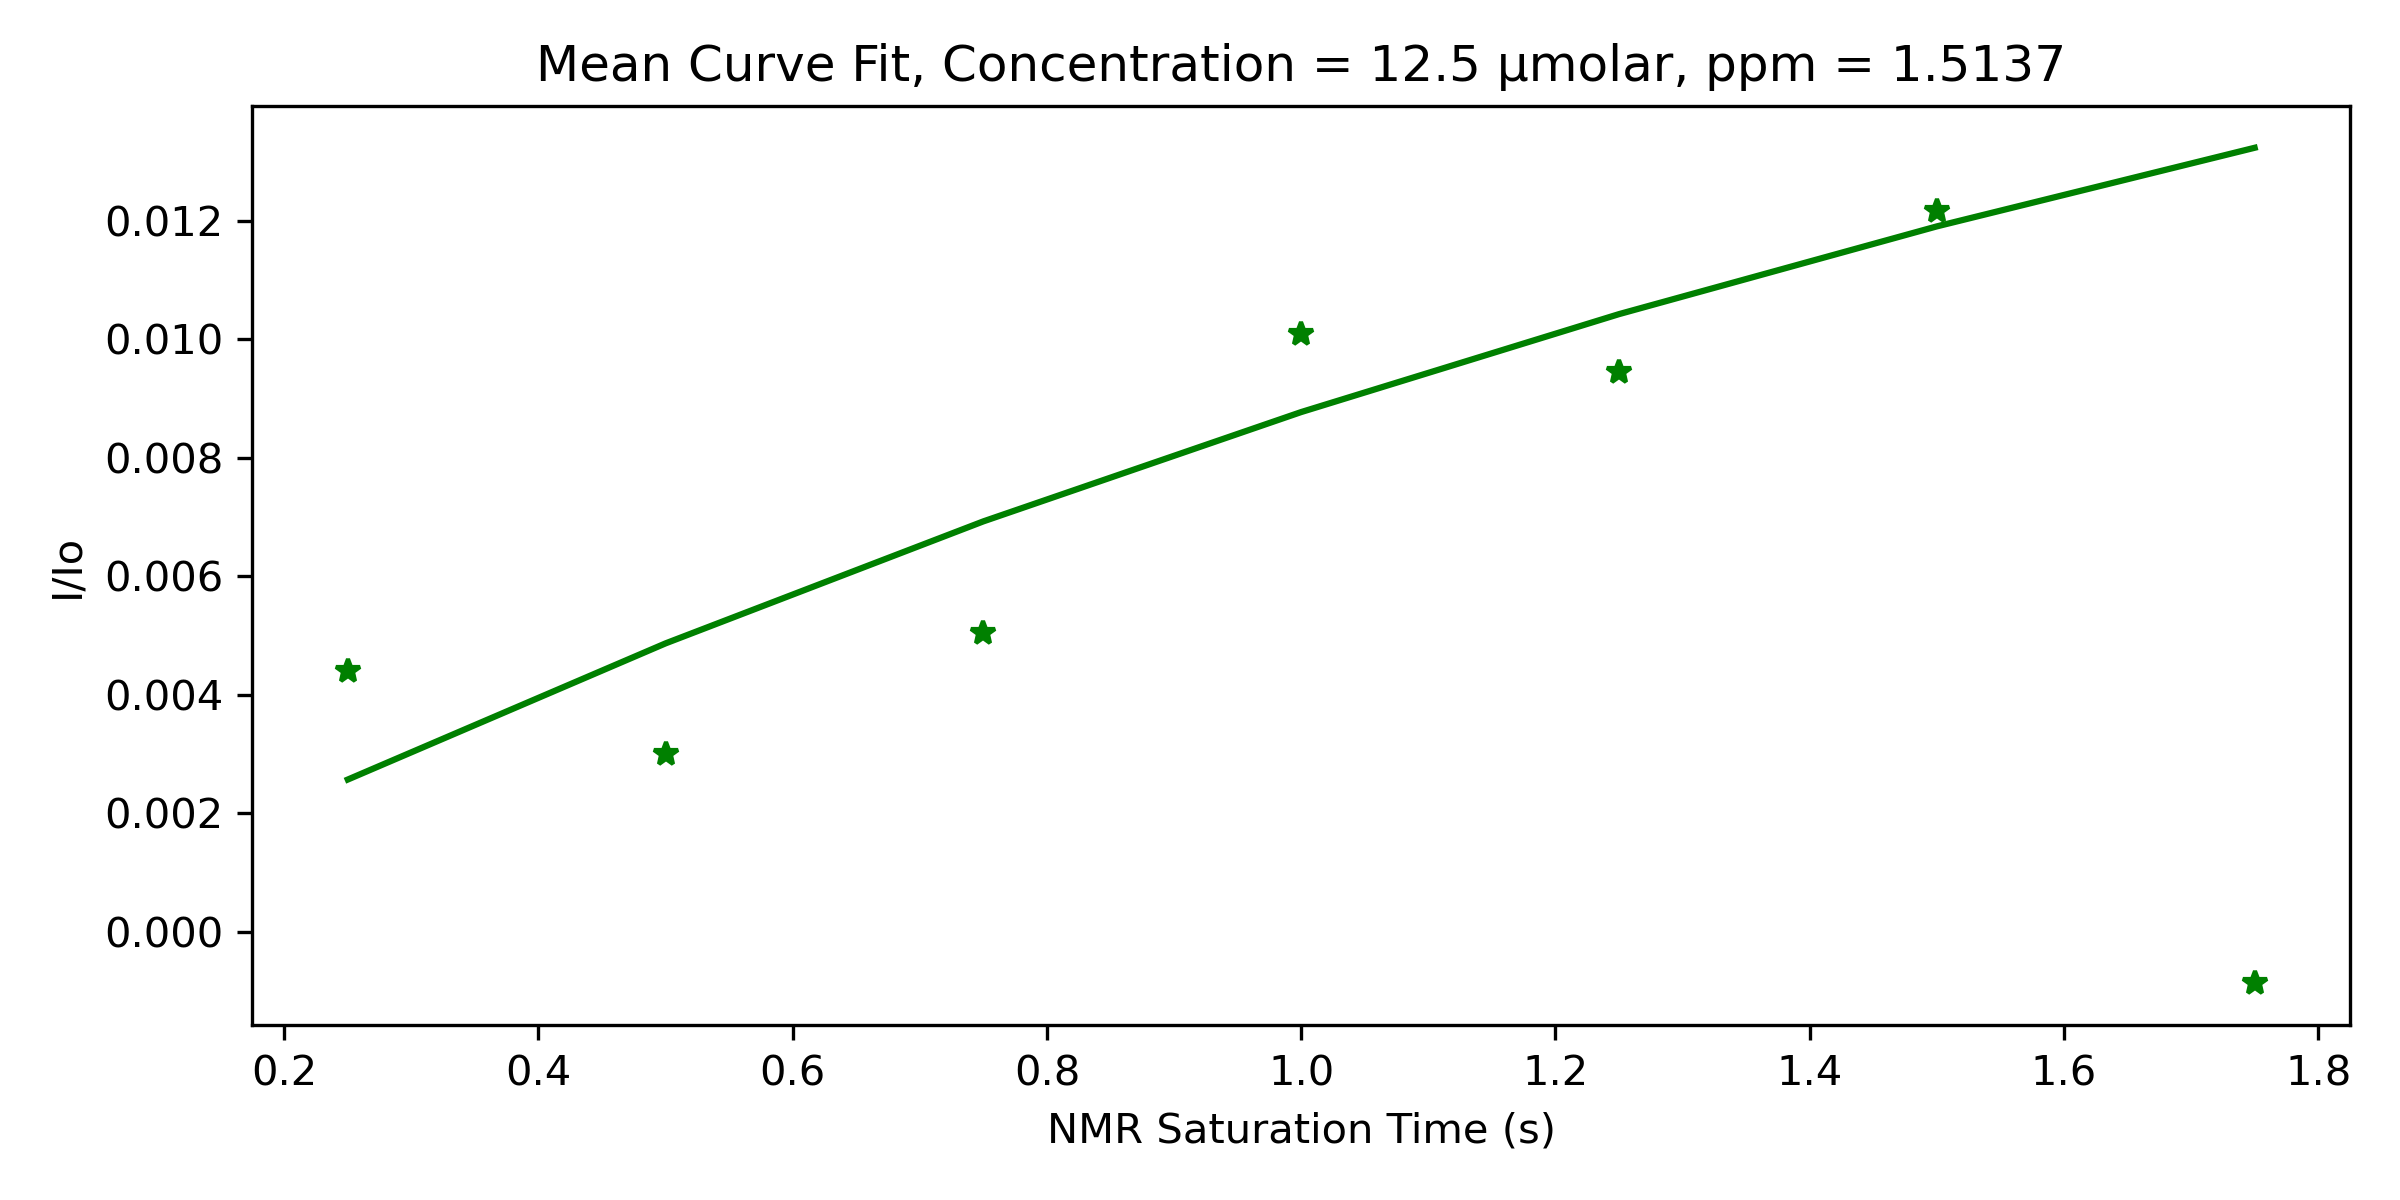 Mean Curve Fit, Concentration = 12.5 μmolar, ppm = 1.5137
0.012
0.010
0.008
0.006
0.004
0.002
0.000
I/Io
0.2 0.4 0.6 0.8 1.0 1.2 1.4 1.6 1.8
NMR Saturation Time (s)